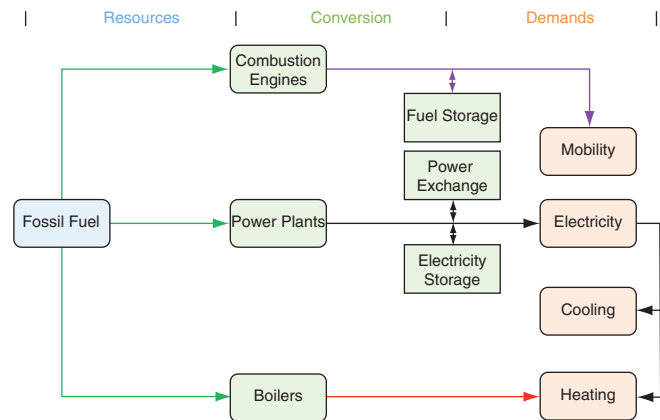 Resources
Conversion
Demands
Combustion
Engines
Fuel Storage
Mobility
Power
Exchange
Fossil Fuel
Power Plants
Electricity
Electricity
Storage
Cooling
Boilers
Heating